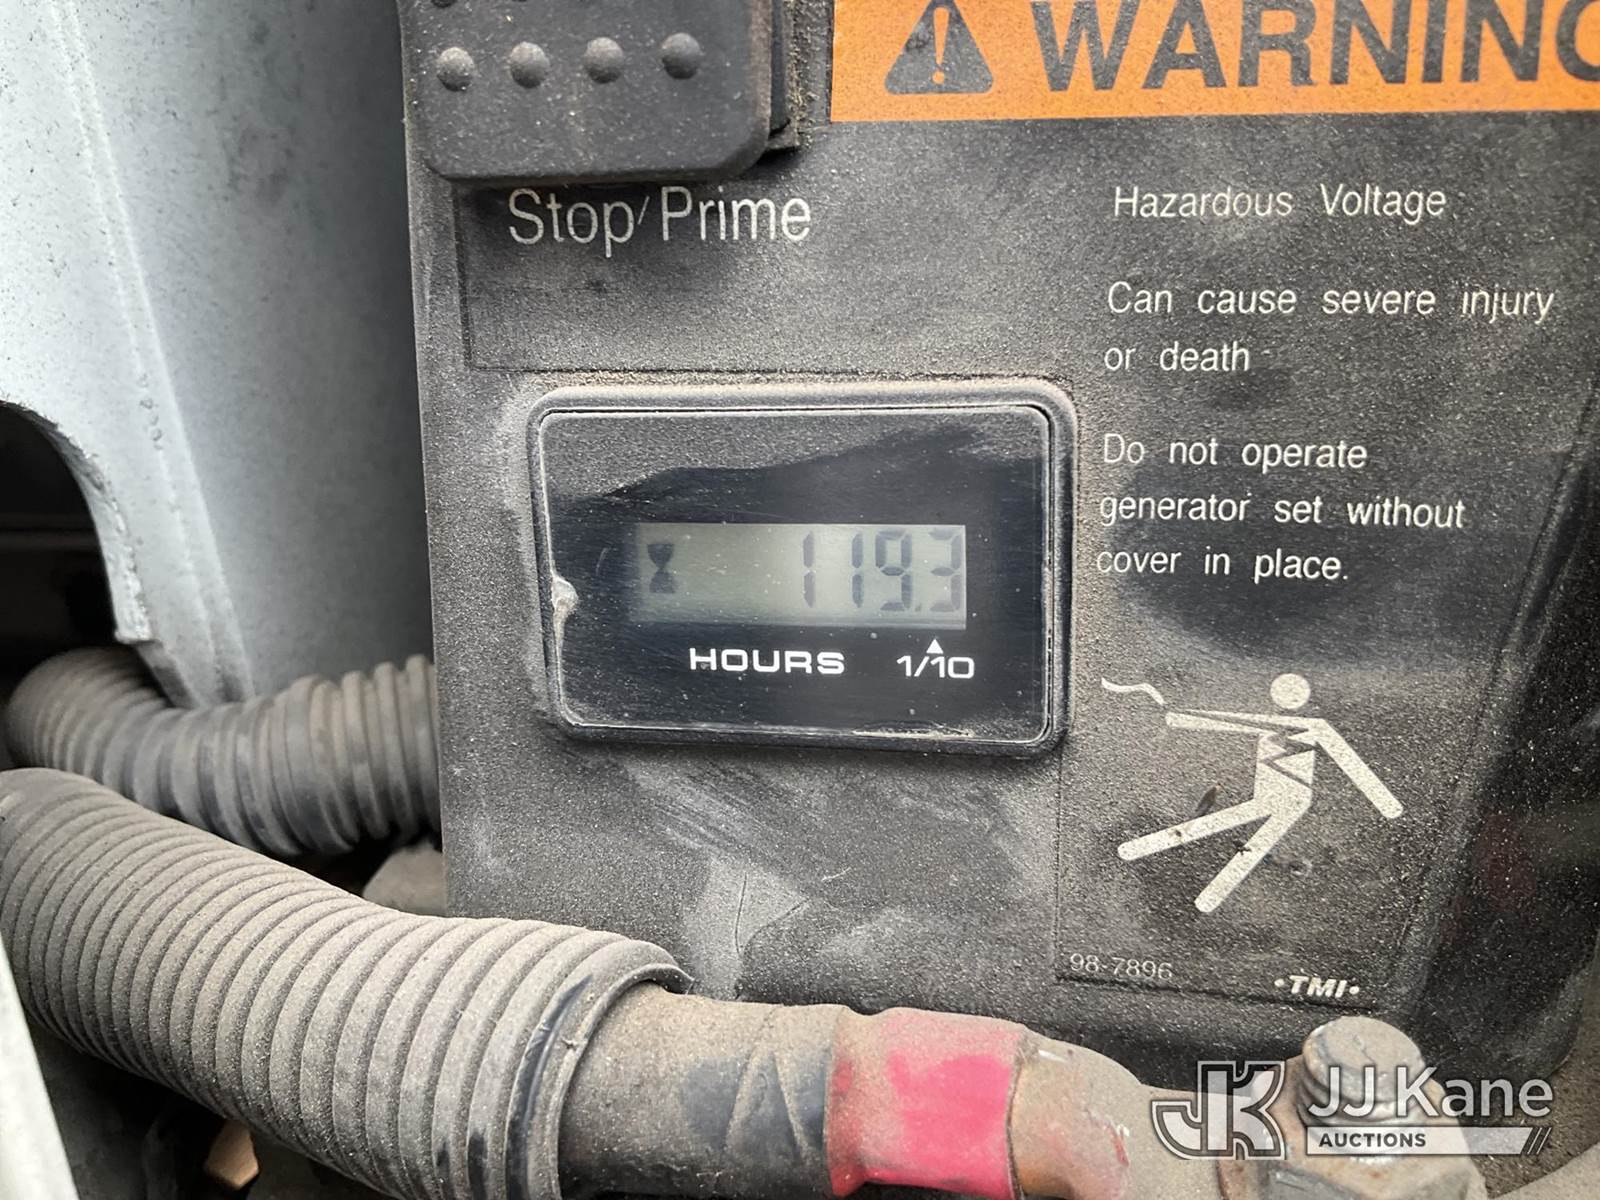 WARNING
Stop/Prime
Hazardous Voltage
Can cause severe injury
or death
Do not operate
generator set without
cover in place.
119.3
HOURS 1/10
98-7896
•TMI•
JK JJ Kane
AUCTIONS